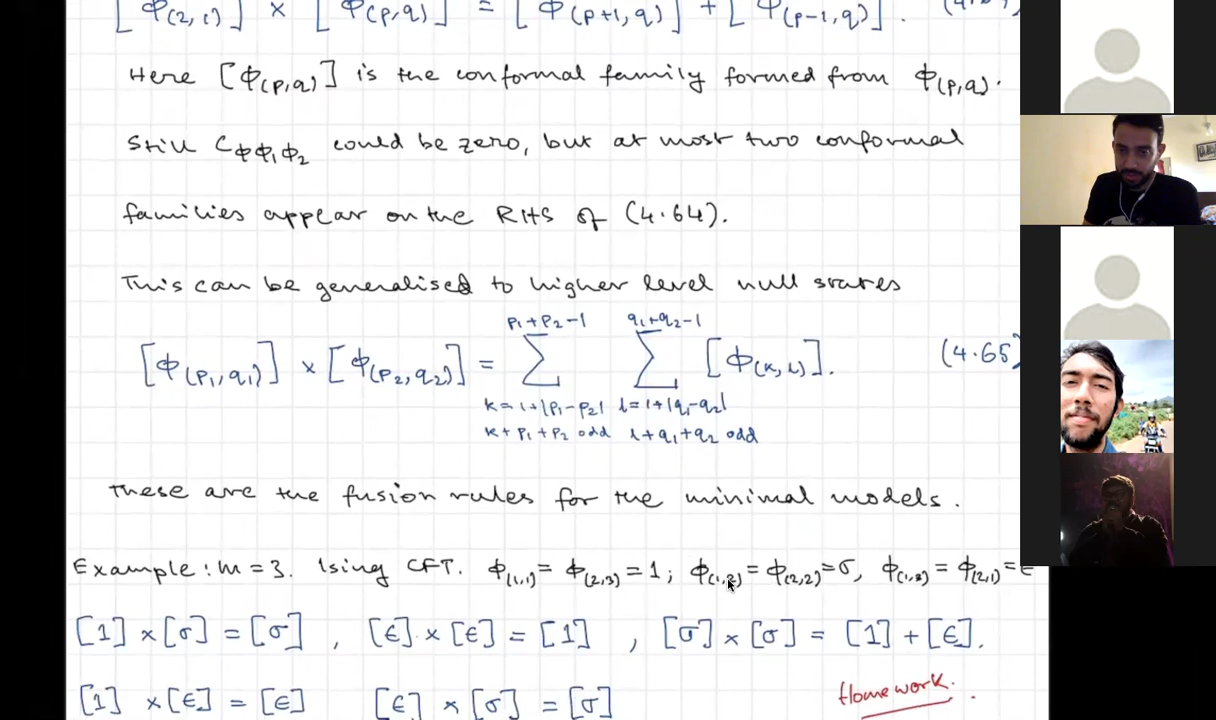 [Φ(2,1)] × [Φ(p,q)] = [Φ(p+1,q)] + [Φ(p-1,q)].
Here [Φ(p,q)] is the conformal family formed from Φ(p,q).
Still CΦΦ₁Φ₂ could be zero, but at most two conformal
families appear on the RHS of (4.64).
This can be generalised to higher level null states
p₁+p₂-1 q₁+q₂-1
[Φ(p₁,q₁)] × [Φ(p₂,q₂)] = Σ Σ [Φ(k,l)]. (4.65)
k=1+|p₁-p₂| l=1+|q₁-q₂|
k+p₁+p₂ odd l+q₁+q₂ odd
These are the fusion rules for the minimal models.
Example: m=3. Ising CFT. Φ(1,1) = Φ(2,3) = 1; Φ(1,2) = Φ(2,2) = σ, Φ(1,3) = Φ(2,1) = ϵ
[1] × [σ] = [σ] , [ϵ] × [ϵ] = [1] , [σ] × [σ] = [1] + [ϵ].
[1] × [ϵ] = [ϵ] [ϵ] × [σ] = [σ] Homework.